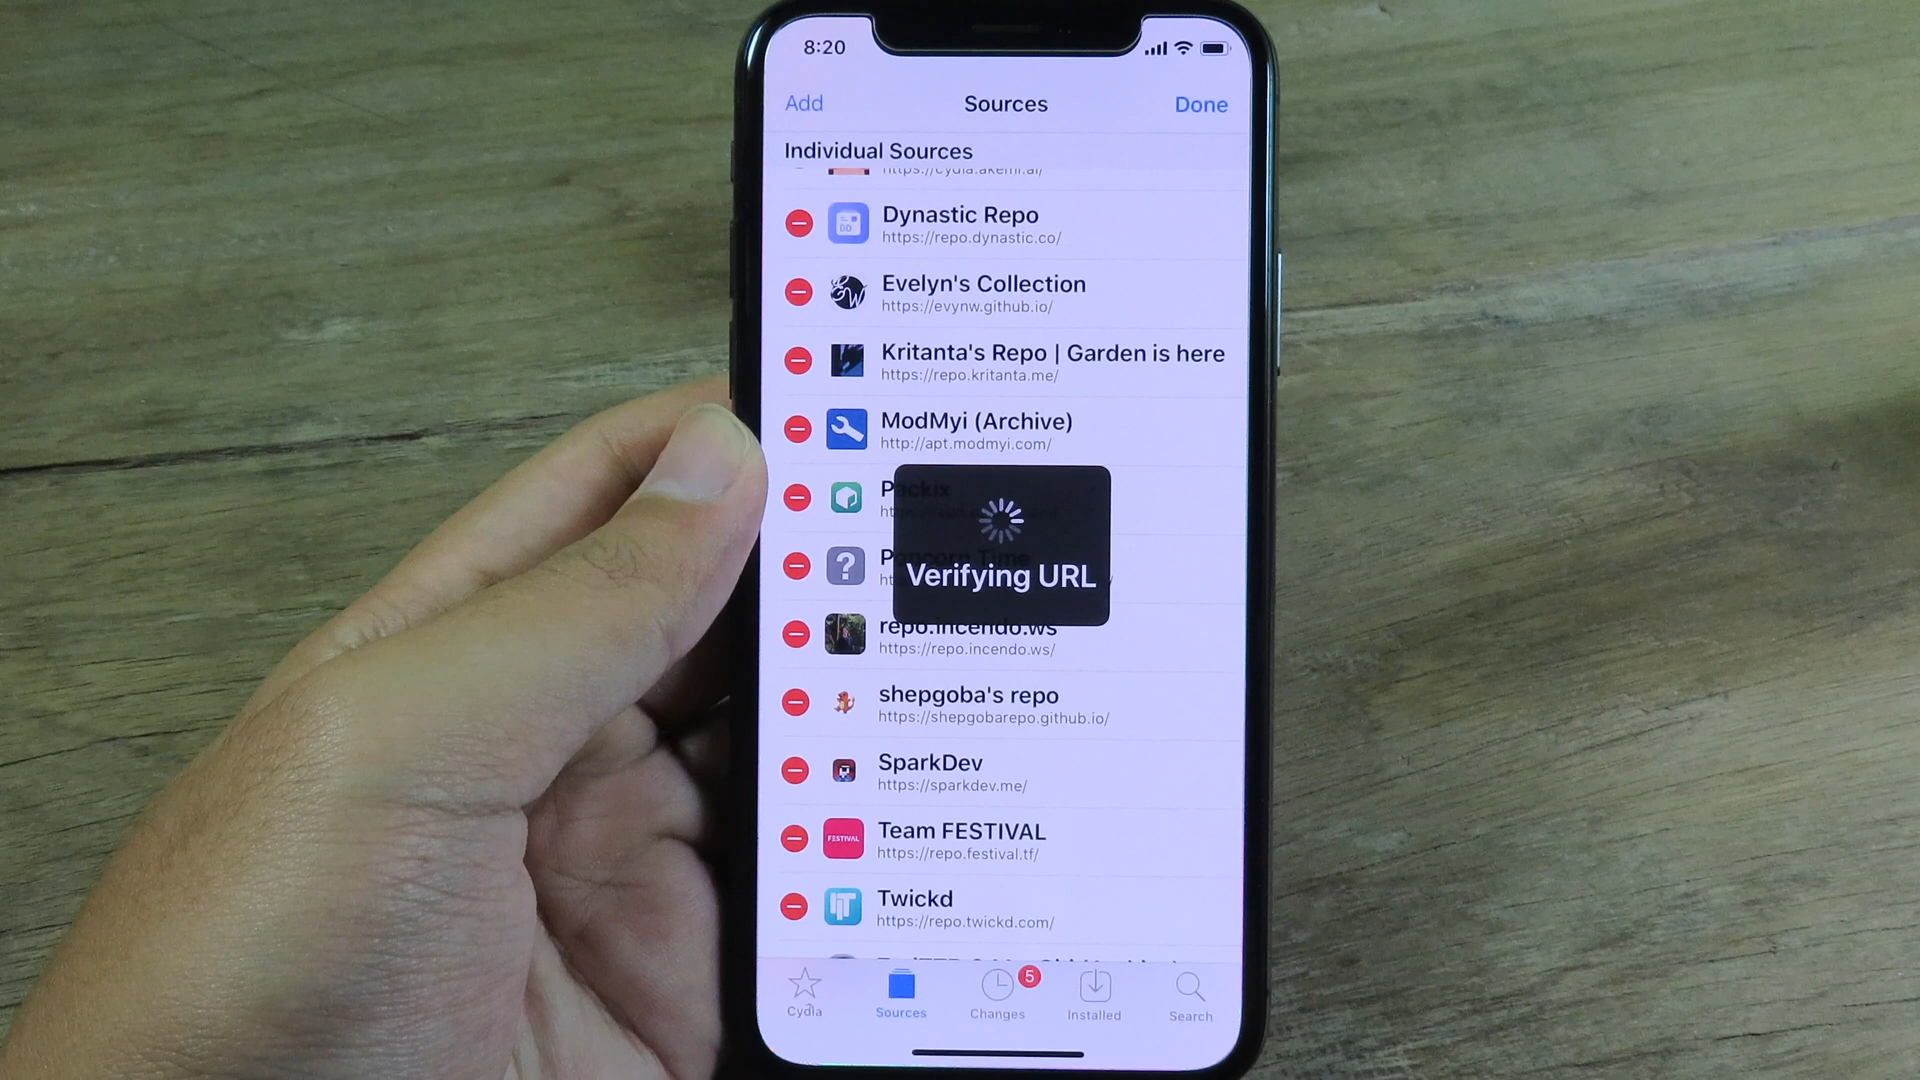 8:20
Add
Sources
Done
Individual Sources
https://cydia.akemi.ai/
Dynastic Repo
https://repo.dynastic.co/
Evelyn's Collection
https://evynw.github.io/
Kritanta's Repo | Garden is here
https://repo.kritanta.me/
ModMyi (Archive)
http://apt.modmyi.com/
Packix
Popcorn Time
Verifying URL
repo.incendo.ws
https://repo.incendo.ws/
shepgoba's repo
https://shepgobarepo.github.io/
SparkDev
https://sparkdev.me/
FESTIVAL
Team FESTIVAL
https://repo.festival.tf/
Twickd
https://repo.twickd.com/
5
Cydia
Sources
Changes
Installed
Search